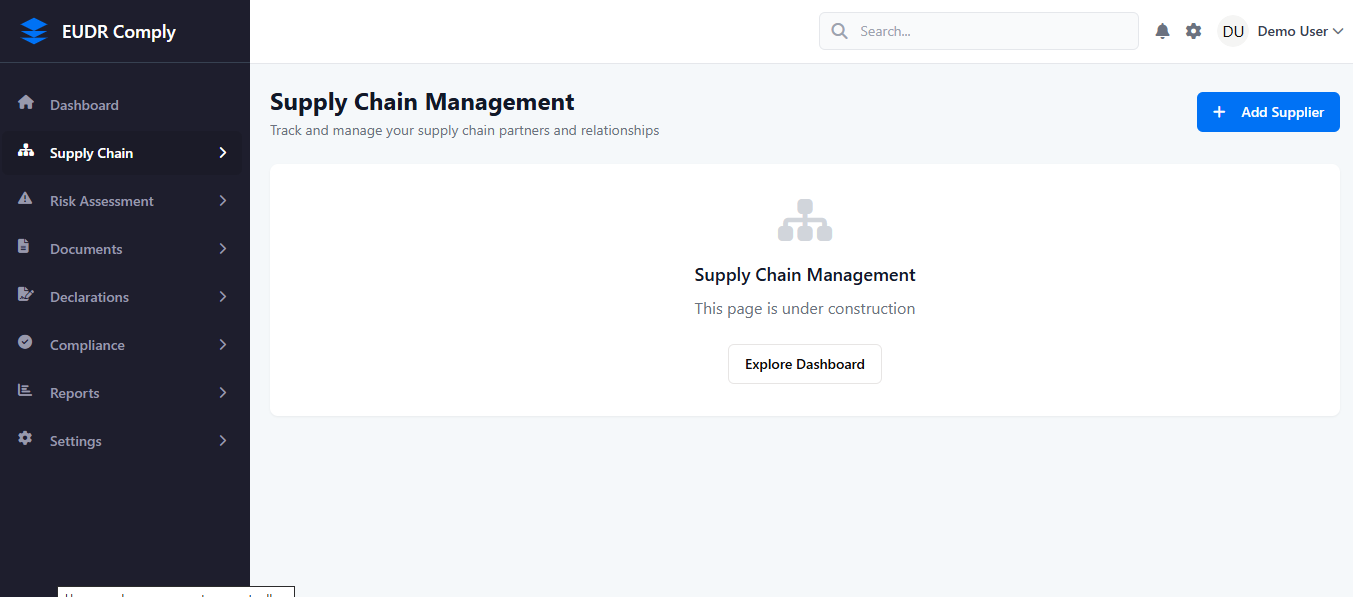 EUDR Comply
Search...
DU
Demo User
Dashboard
Supply Chain
Risk Assessment
Documents
Declarations
Compliance
Reports
Settings
Supply Chain Management
Track and manage your supply chain partners and relationships
Add Supplier
Supply Chain Management
This page is under construction
Explore Dashboard